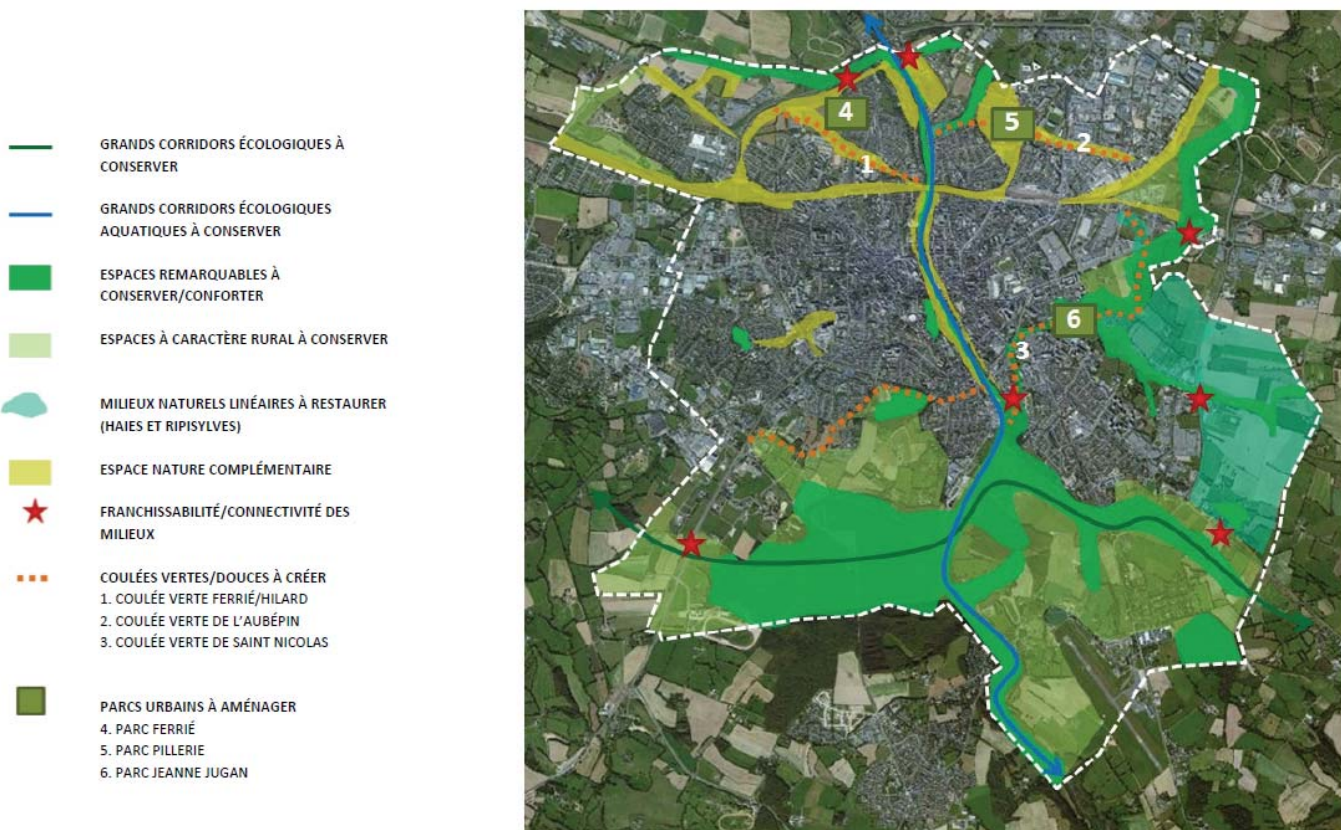 GRANDS CORRIDORS ÉCOLOGIQUES À
CONSERVER
GRANDS CORRIDORS ÉCOLOGIQUES
AQUATIQUES À CONSERVER
ESPACES REMARQUABLES À
CONSERVER/CONFORTER
ESPACES À CARACTÈRE RURAL À CONSERVER
MILIEUX NATURELS LINÉAIRES À RESTAURER
(HAIES ET RIPISYLVES)
ESPACE NATURE COMPLÉMENTAIRE
FRANCHISSABILITÉ/CONNECTIVITÉ DES
MILIEUX
COULÉES VERTES/DOUCES À CRÉER
1. COULÉE VERTE FERRIÉ/HILARD
2. COULÉE VERTE DE L'AUBÉPIN
3. COULÉE VERTE DE SAINT NICOLAS
PARCS URBAINS À AMÉNAGER
4. PARC FERRIÉ
5. PARC PILLERIE
6. PARC JEANNE JUGAN
4
5
2
1
6
3